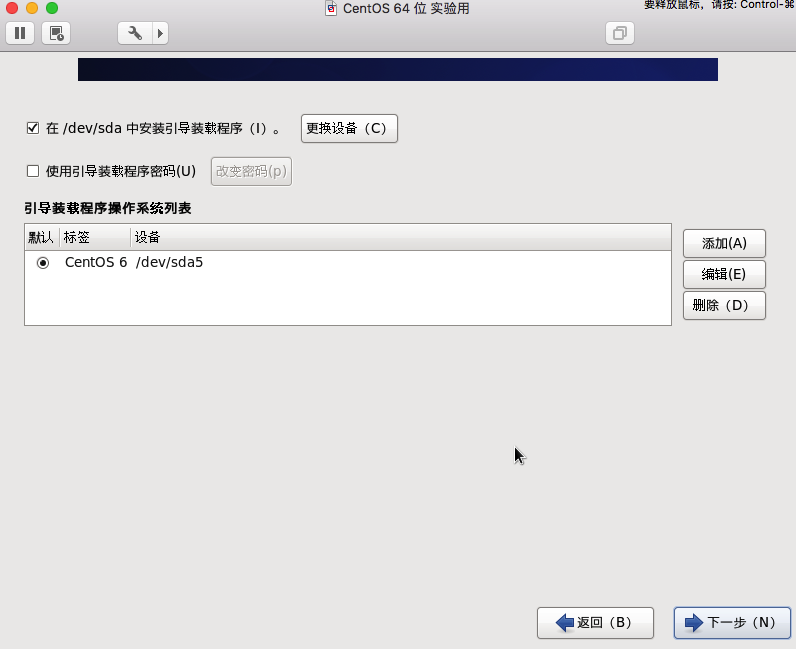 CentOS 64 位 实验用
要释放鼠标，请按: Control-⌘
在 /dev/sda 中安装引导装载程序（I）。
更换设备（C）
使用引导装载程序密码(U)
改变密码(p)
引导装载程序操作系统列表
默认 标签 设备
CentOS 6 /dev/sda5
添加(A)
编辑(E)
删除（D）
返回（B）
下一步（N）